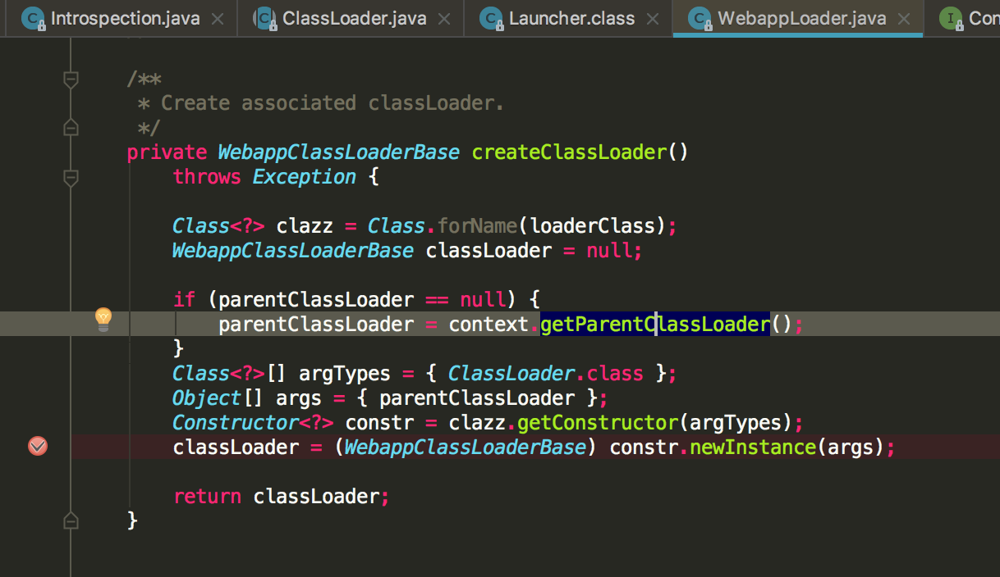 Introspection.java ClassLoader.java Launcher.class WebappLoader.java Con
/**
 * Create associated classLoader.
 */
private WebappClassLoaderBase createClassLoader()
    throws Exception {
    Class<?> clazz = Class.forName(loaderClass);
    WebappClassLoaderBase classLoader = null;
    if (parentClassLoader == null) {
        parentClassLoader = context.getParentClassLoader();
    }
    Class<?>[] argTypes = { ClassLoader.class };
    Object[] args = { parentClassLoader };
    Constructor<?> constr = clazz.getConstructor(argTypes);
    classLoader = (WebappClassLoaderBase) constr.newInstance(args);
    return classLoader;
}